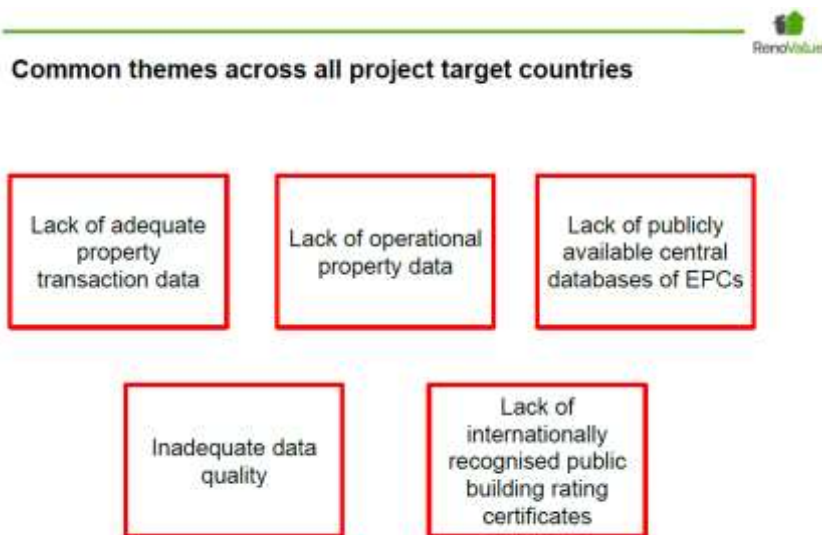 RenoValue
Common themes across all project target countries
Lack of adequate
property
transaction data
Lack of operational
property data
Lack of publicly
available central
databases of EPCs
Inadequate data
quality
Lack of
internationally
recognised public
building rating
certificates